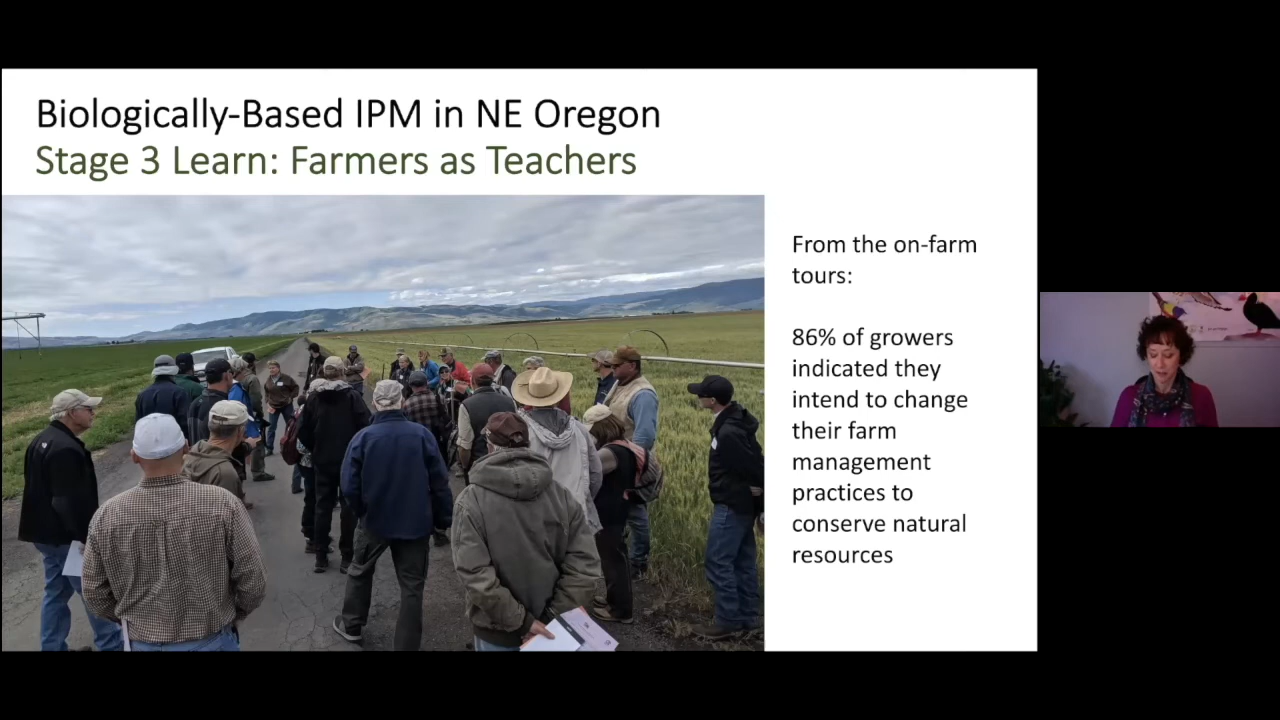 Biologically-Based IPM in NE Oregon
Stage 3 Learn: Farmers as Teachers
From the on-farm
tours:
86% of growers
indicated they
intend to change
their farm
management
practices to
conserve natural
resources